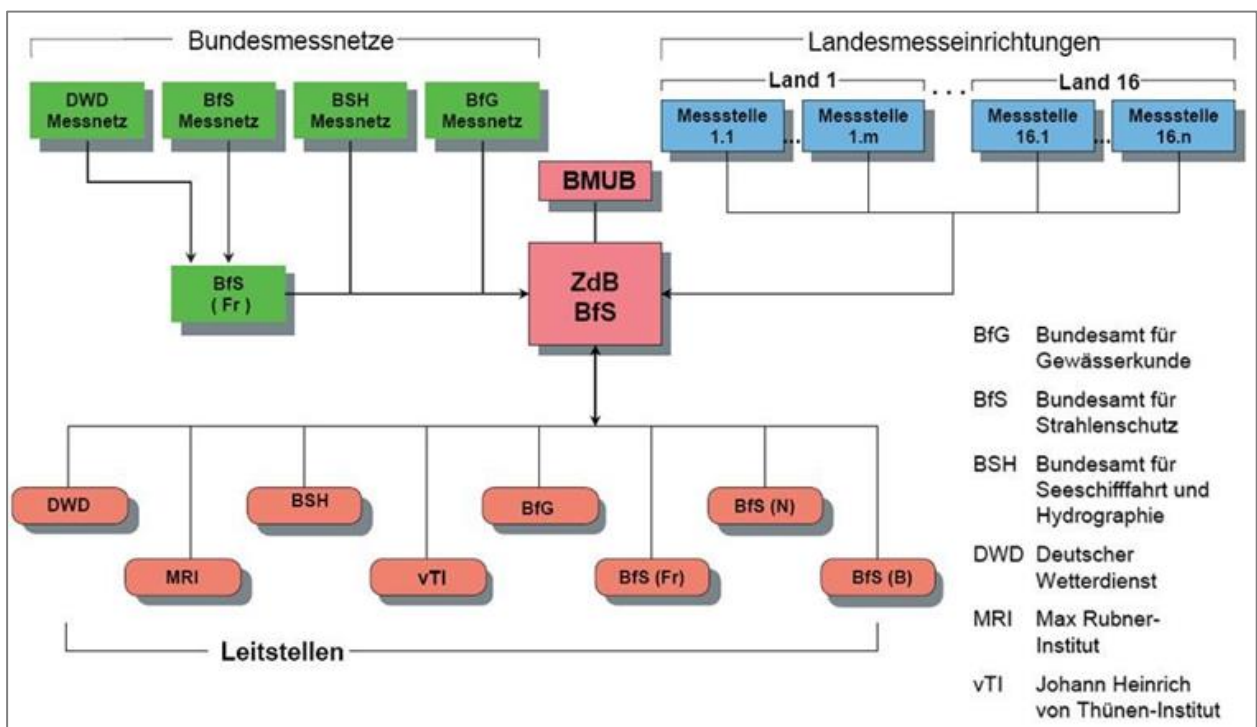 Bundesmessnetze
Landesmesseinrichtungen
Land 1
. . .
Land 16
DWD
Messnetz
BfS
Messnetz
BSH
Messnetz
BfG
Messnetz
Messstelle
1.1
...
Messstelle
1.m
Messstelle
16.1
...
Messstelle
16.n
BMUB
BfS
( Fr )
ZdB
BfS
DWD
BSH
BfG
BfS (N)
MRI
vTI
BfS (Fr)
BfS (B)
Leitstellen
BfG Bundesamt für
Gewässerkunde
BfS Bundesamt für
Strahlenschutz
BSH Bundesamt für
Seeschifffahrt und
Hydrographie
DWD Deutscher
Wetterdienst
MRI Max Rubner-
Institut
vTI Johann Heinrich
von Thünen-Institut